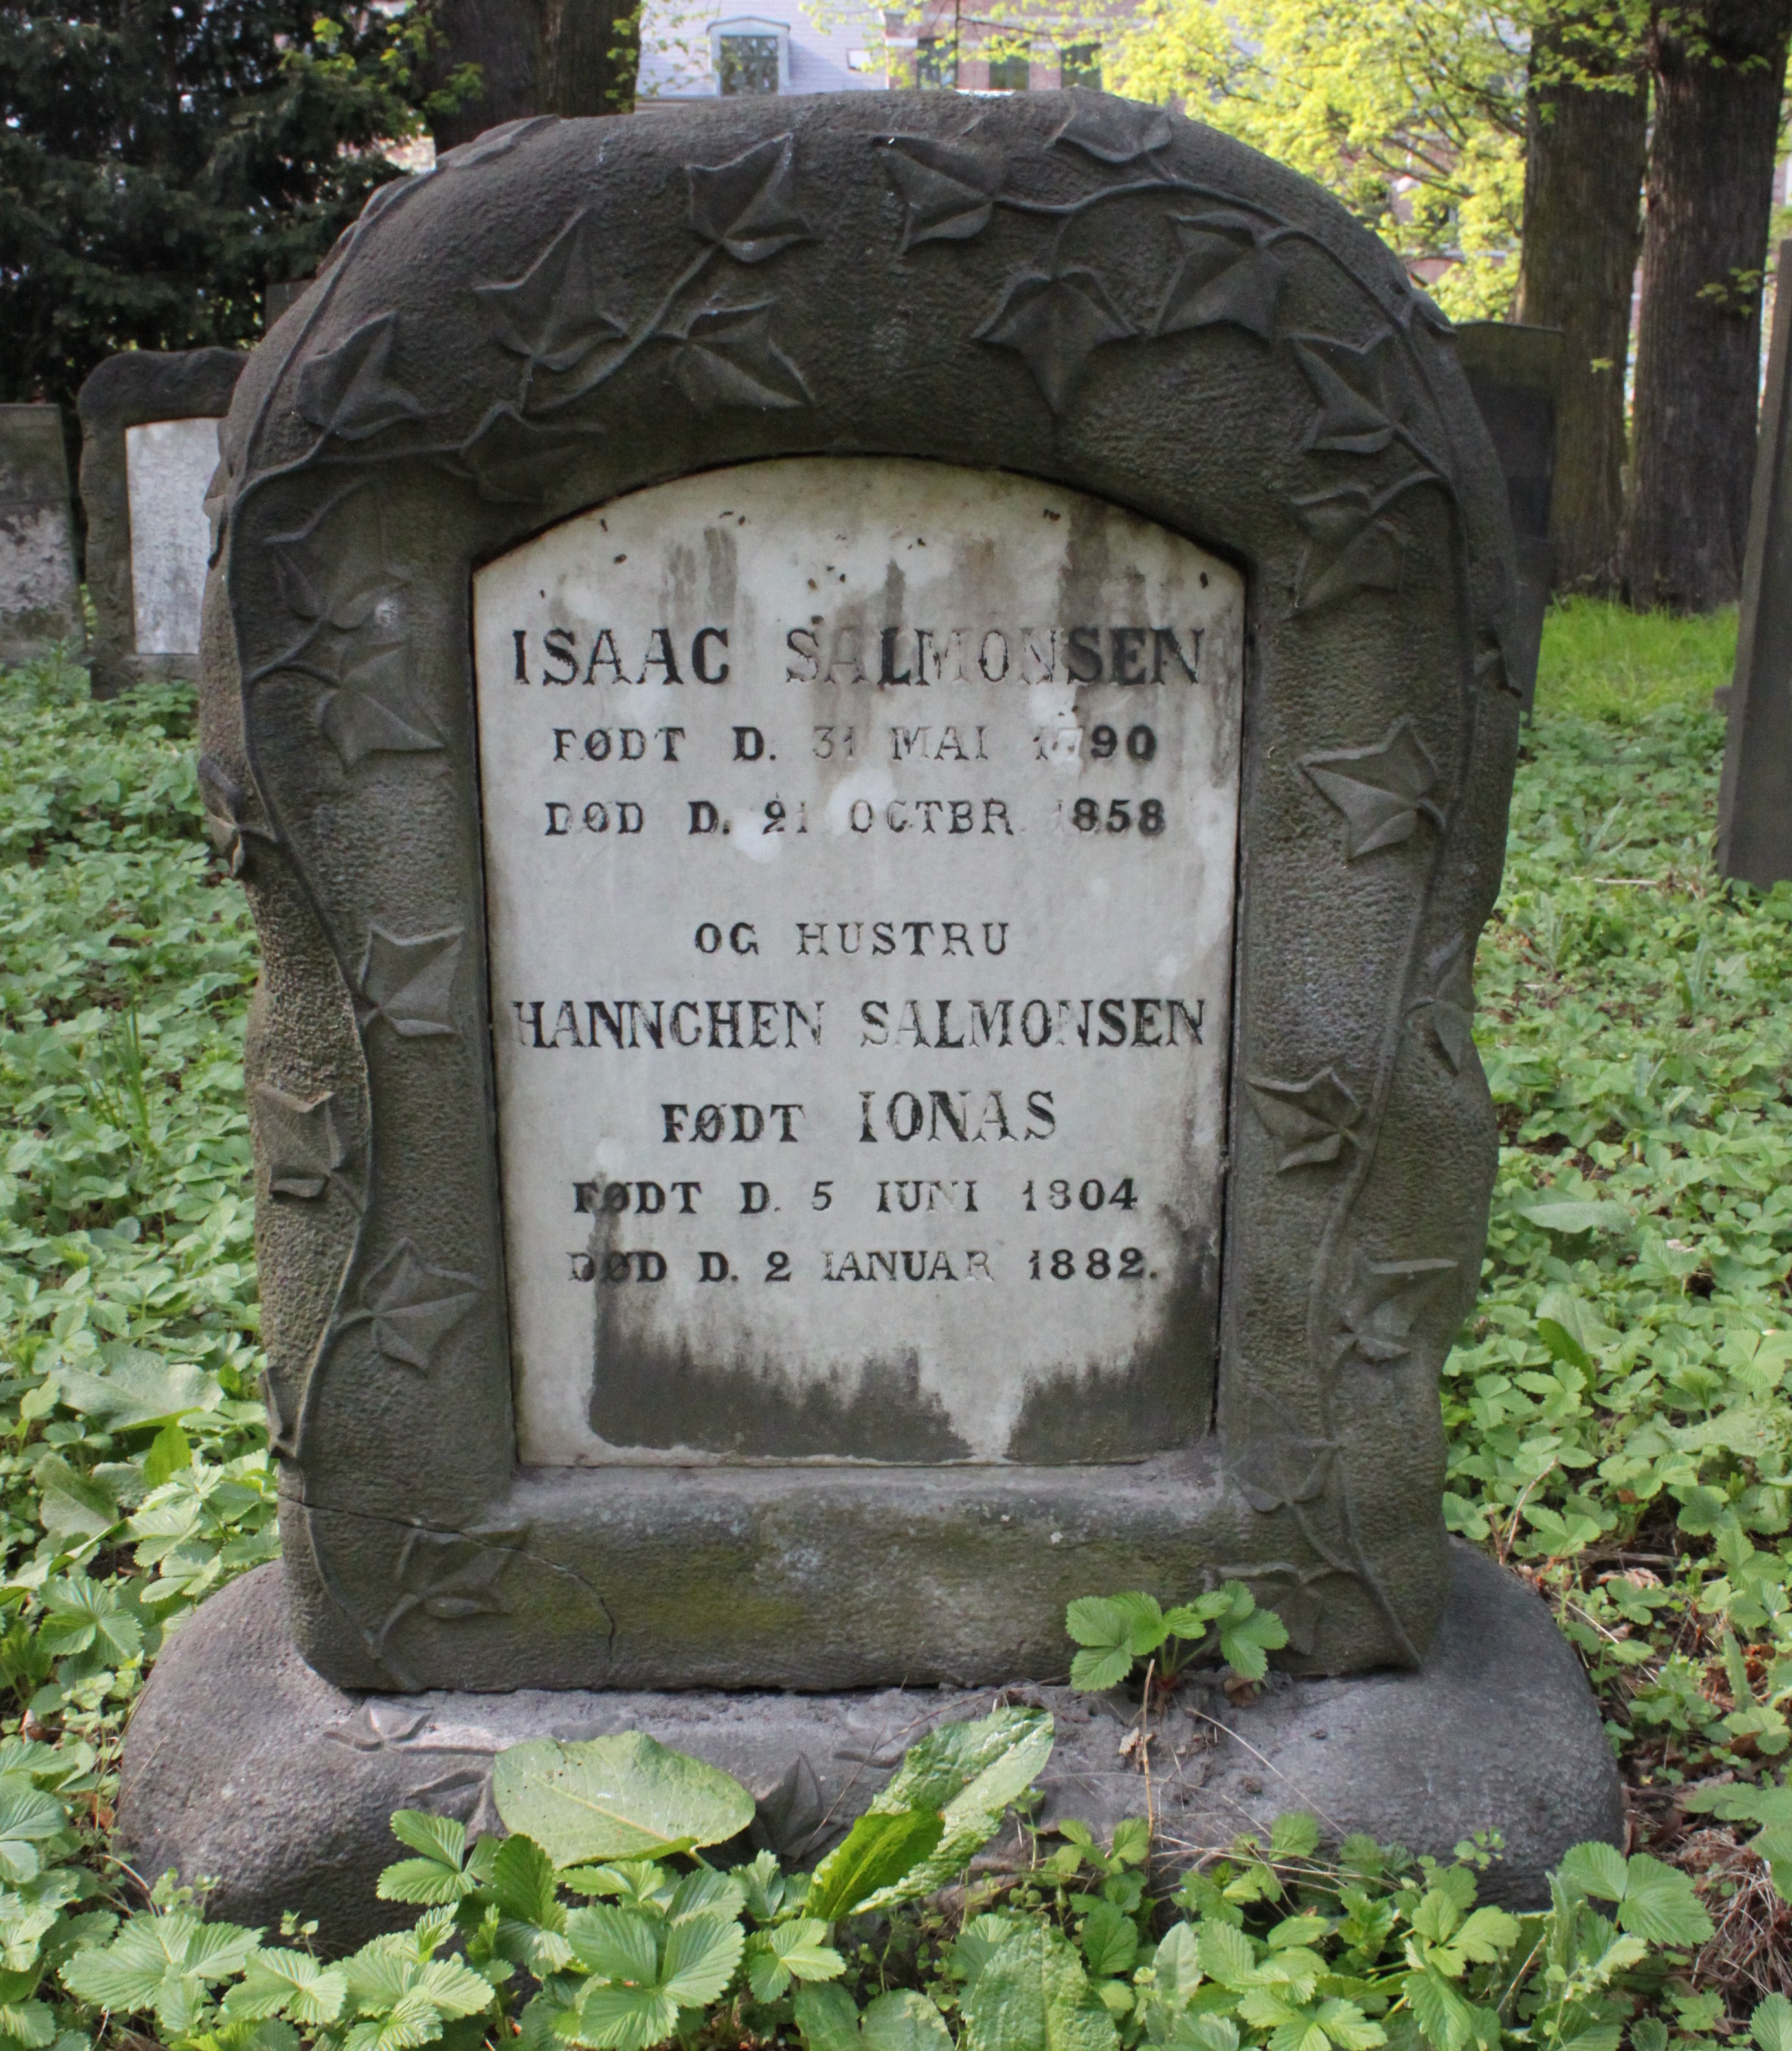 ISAAC SALMONSEN
FØDT D. 31 MAI 1790
DØD D. 21 OCTBR 1858
OG HUSTRU
HANNCHEN SALMONSEN
FØDT IONAS
FØDT D. 5 IUNI 1804
DØD D. 2 IANUAR 1882.